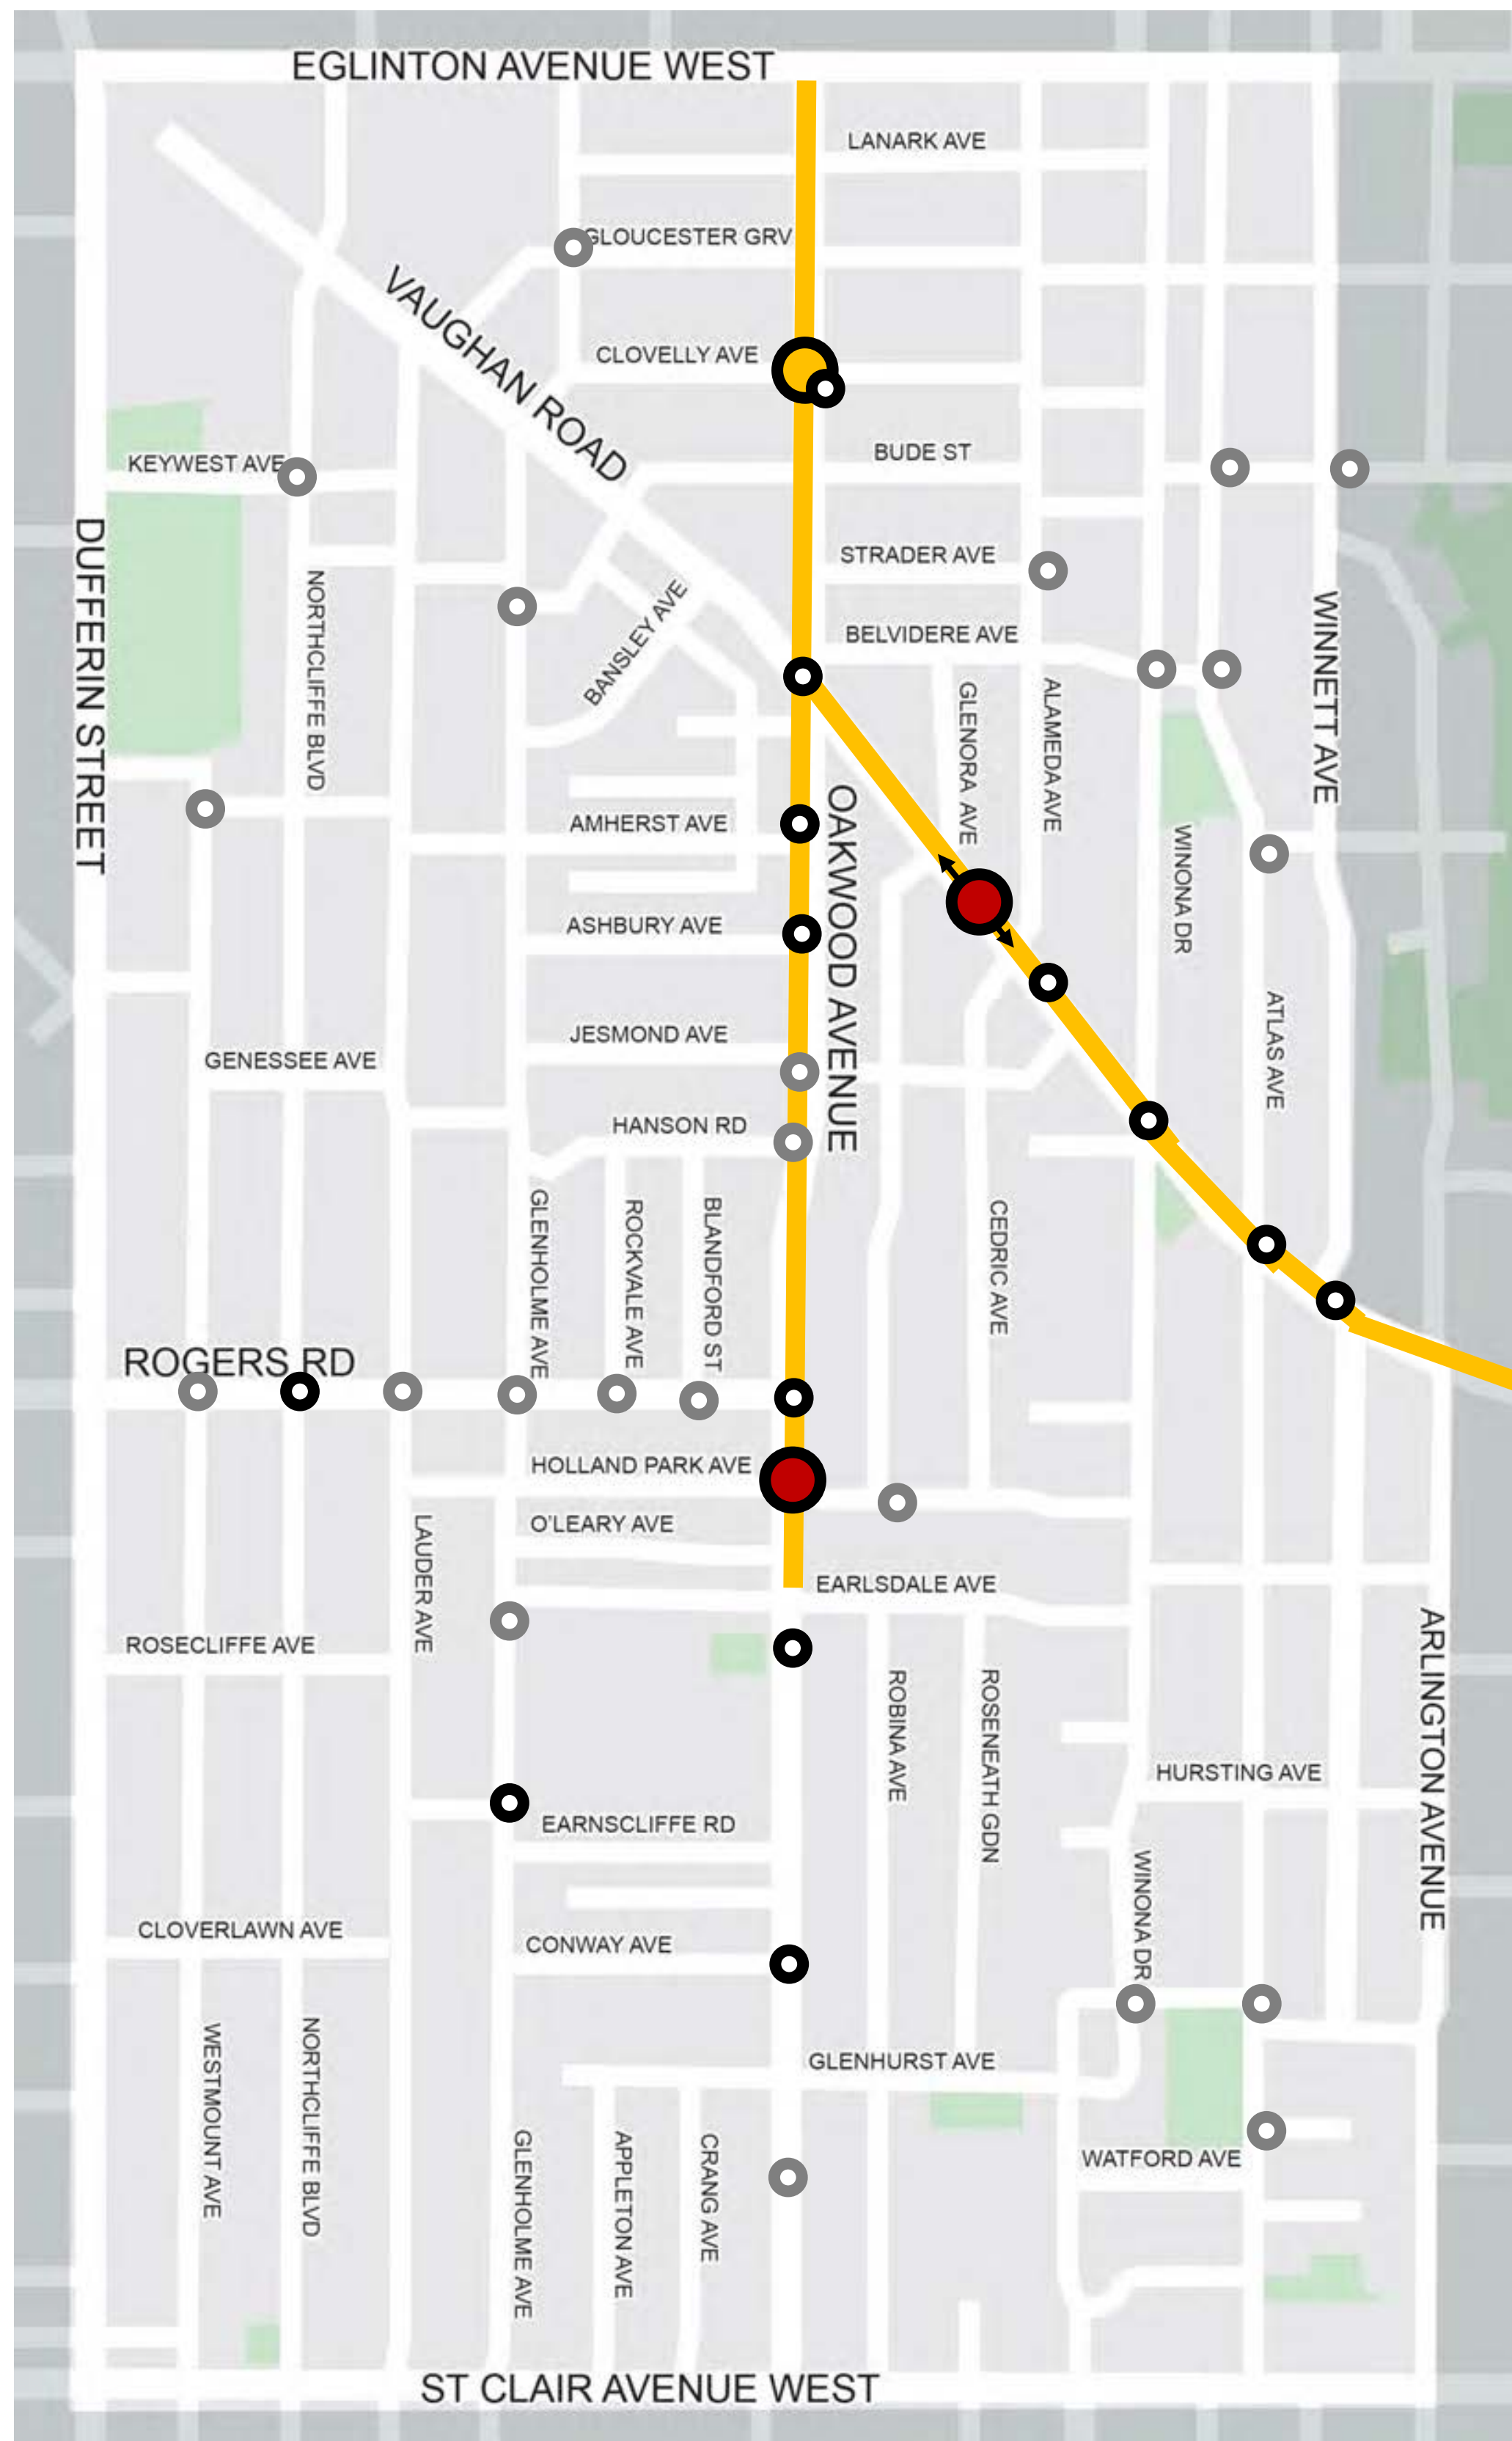 EGLINTON AVENUE WEST
LANARK AVE
GLOUCESTER GRV
VAUGHAN ROAD
CLOVELLY AVE
BUDE ST
KEYWEST AVE
DUFFERIN STREET
STRADER AVE
NORTHCLIFFE BLVD
BANSLEY AVE
BELVIDERE AVE
WINNETT AVE
GLENORA AVE
ALAMEDA AVE
OAKWOOD AVENUE
AMHERST AVE
WINONA DR
ASHBURY AVE
ATLAS AVE
JESMOND AVE
GENESSEE AVE
HANSON RD
GLENHOLME AVE
ROCKVALE AVE
BLANDFORD ST
CEDRIC AVE
ROGERS RD
HOLLAND PARK AVE
LAUDER AVE
O'LEARY AVE
EARLSDALE AVE
ROSECLIFFE AVE
ARLINGTON AVENUE
ROBINA AVE
ROSENEATH GDN
HURSTING AVE
EARNSCLIFFE RD
WINONA DR
CLOVERLAWN AVE
CONWAY AVE
WESTMOUNT AVE
NORTHCLIFFE BLVD
GLENHURST AVE
GLENHOLME AVE
APPLETON AVE
CRANG AVE
WATFORD AVE
ST CLAIR AVENUE WEST